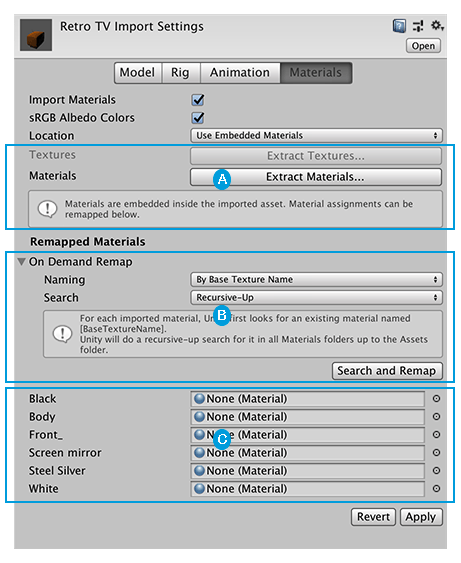 Retro TV Import Settings
Open
Model Rig Animation Materials
Import Materials
sRGB Albedo Colors
Location Use Embedded Materials
Textures Extract Textures...
Materials A Extract Materials...
Materials are embedded inside the imported asset. Material assignments can be
remapped below.
Remapped Materials
On Demand Remap
Naming By Base Texture Name
Search Recursive-Up
For each imported material, first looks for an existing material named
B
[BaseTextureName].
Unity will do a recursive-up search for it in all Materials folders up to the Assets
folder.
Search and Remap
Black None (Material)
Body None (Material)
Front_ None (Material)
C
Screen mirror None (Material)
Steel Silver None (Material)
White None (Material)
Revert Apply